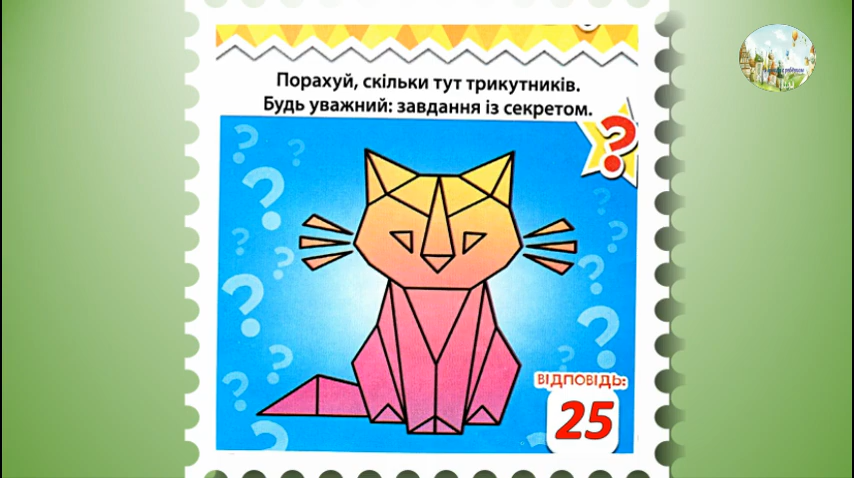 Порахуй, скільки тут трикутників.
Будь уважний: завдання із секретом.
ВІДПОВІДЬ:
25